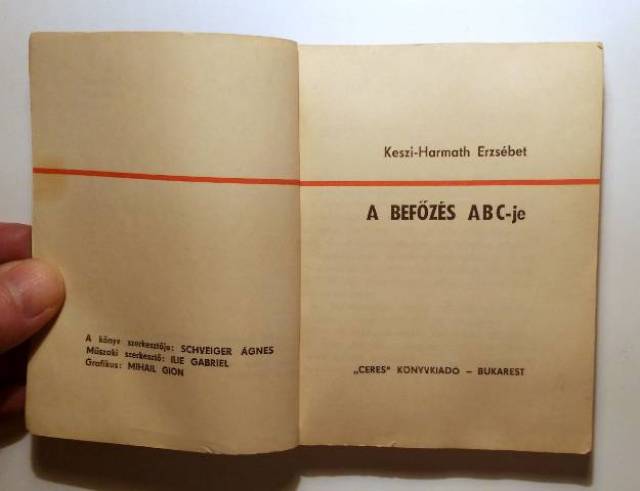 A könyv szerkesztője: SCHVEIGER ÁGNES
Műszaki szerkesztő: ILIE GABRIEL
Grafikus: MIHAIL GION
Keszi-Harmath Erzsébet
A BEFŐZÉS ABC-je
„CERES" KÖNYVKIADÓ – BUKAREST